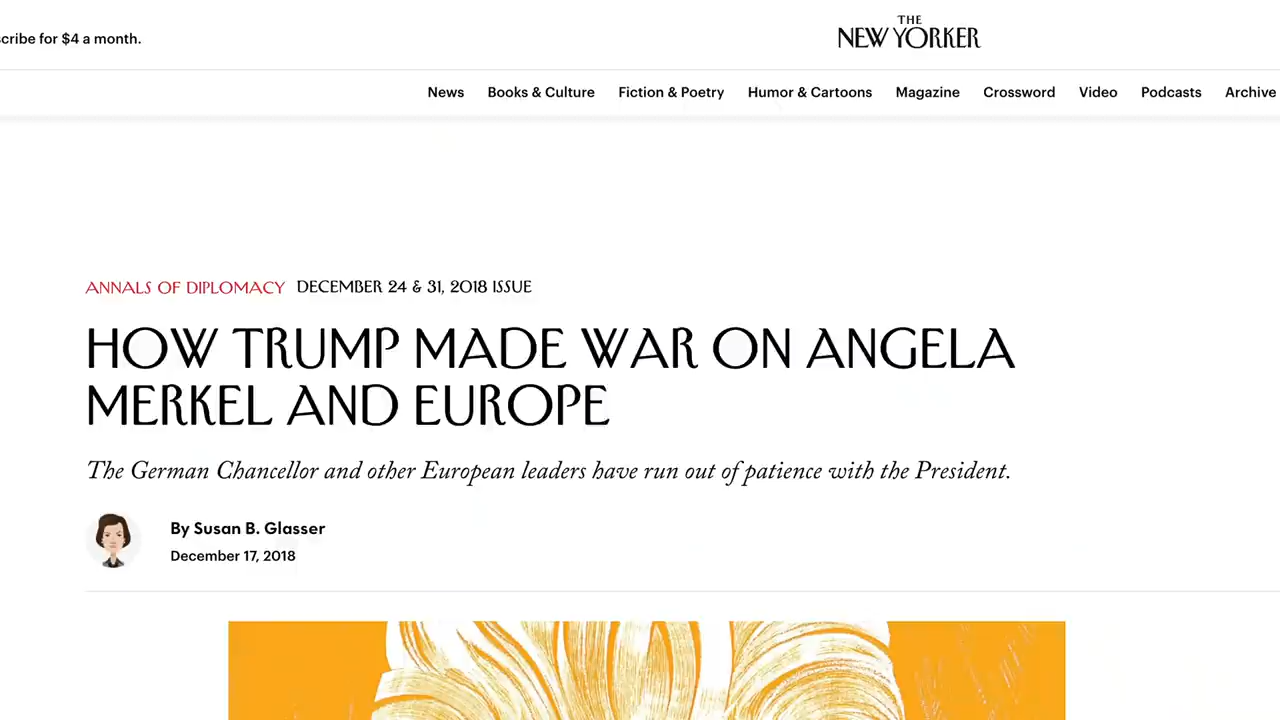 scribe for $4 a month.
THE
NEW YORKER
News Books & Culture Fiction & Poetry Humor & Cartoons Magazine Crossword Video Podcasts Archive
ANNALS OF DIPLOMACY DECEMBER 24 & 31, 2018 ISSUE
HOW TRUMP MADE WAR ON ANGELA
MERKEL AND EUROPE
The German Chancellor and other European leaders have run out of patience with the President.
By Susan B. Glasser
December 17, 2018